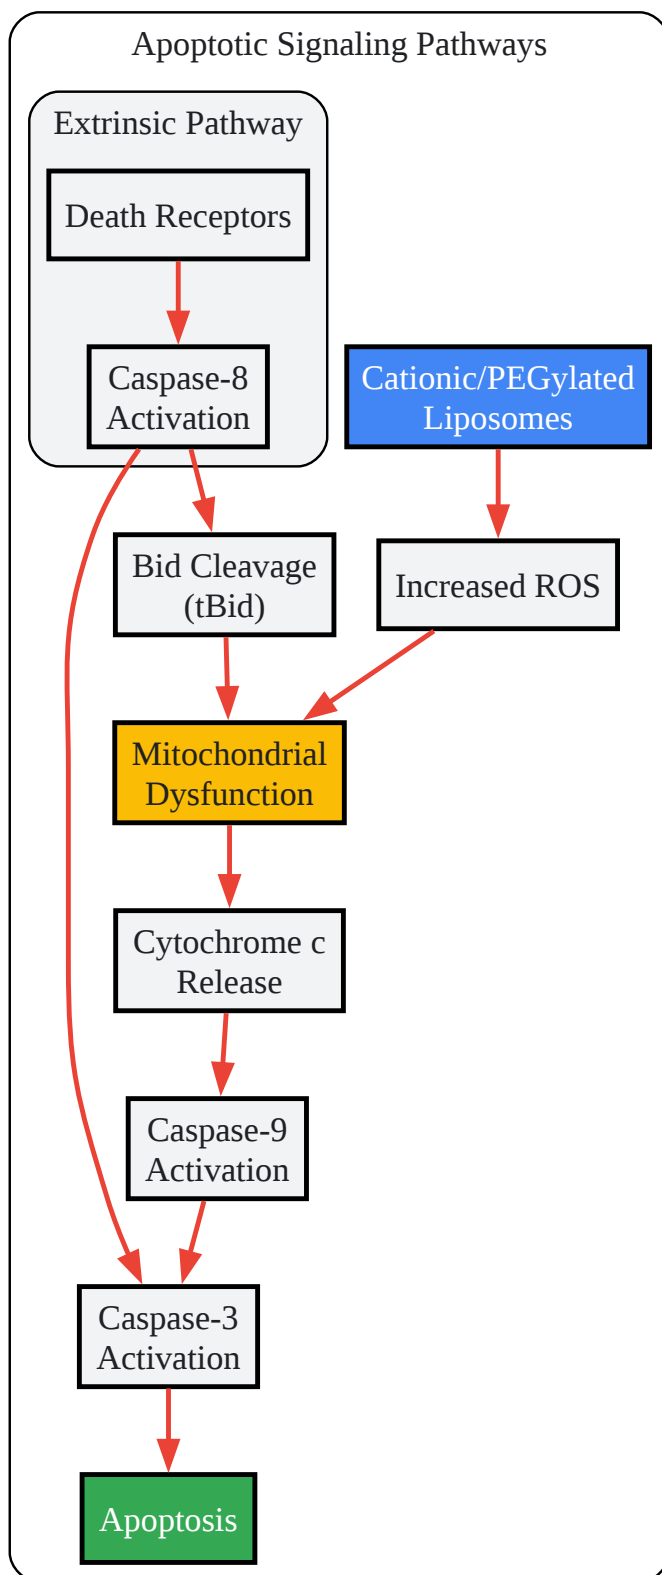 Apoptotic Signaling Pathways
Extrinsic Pathway
Death Receptors
Caspase-8
Activation
Cationic/PEGylated
Liposomes
Bid Cleavage
(tBid)
Increased ROS
Mitochondrial
Dysfunction
Cytochrome c
Release
Caspase-9
Activation
Caspase-3
Activation
Apoptosis